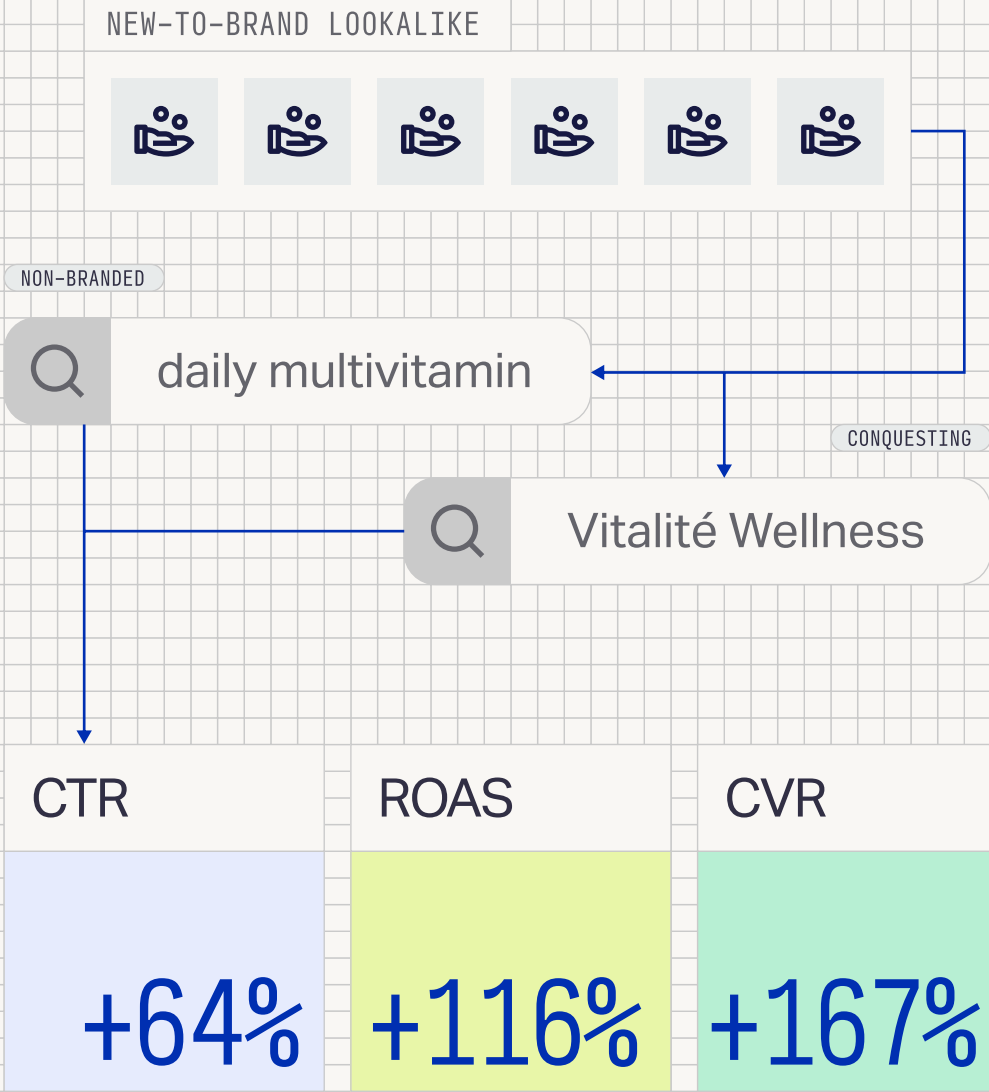 NEW-TO-BRAND LOOKALIKE
NON-BRANDED
daily multivitamin
CONQUESTING
Vitalité Wellness
CTR
ROAS
CVR
+64%
+116%
+167%